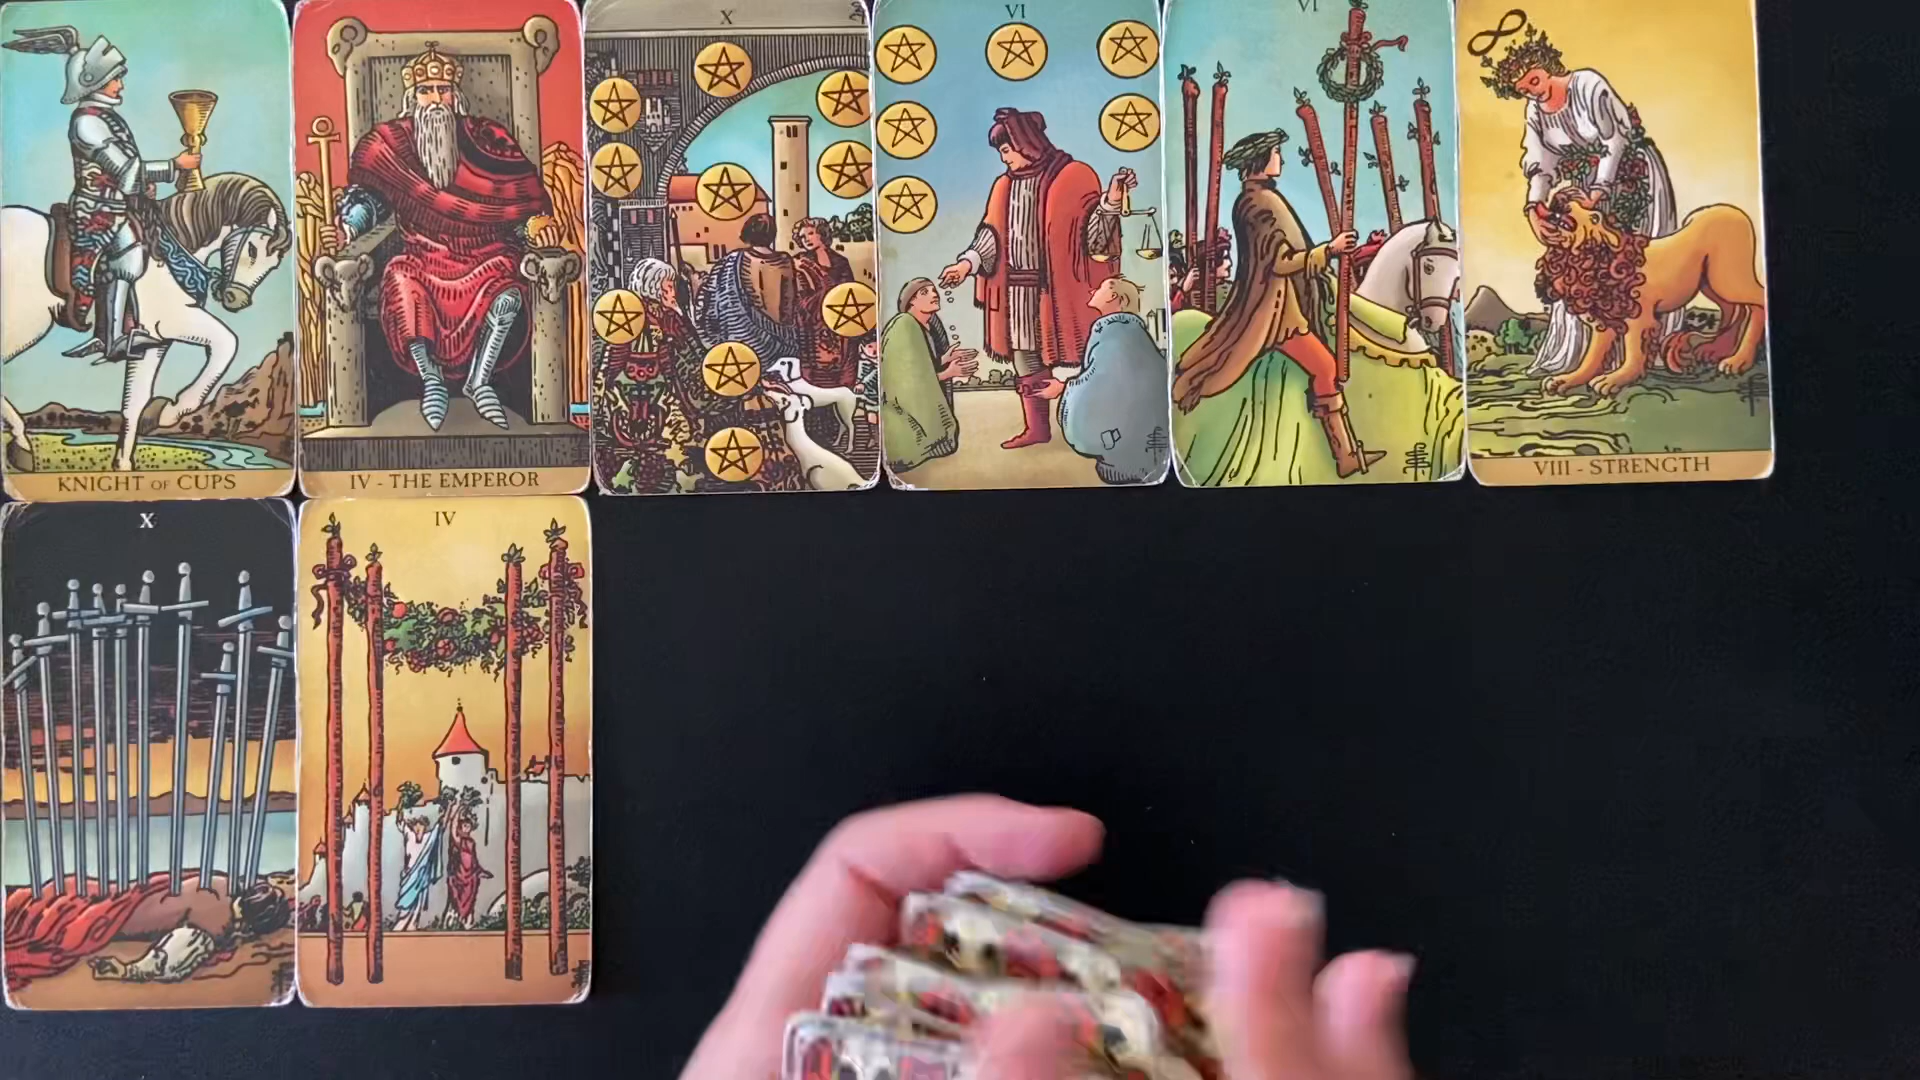 KNIGHT OF CUPS
IV - THE EMPEROR
X
VI
VI
VIII - STRENGTH
X
IV